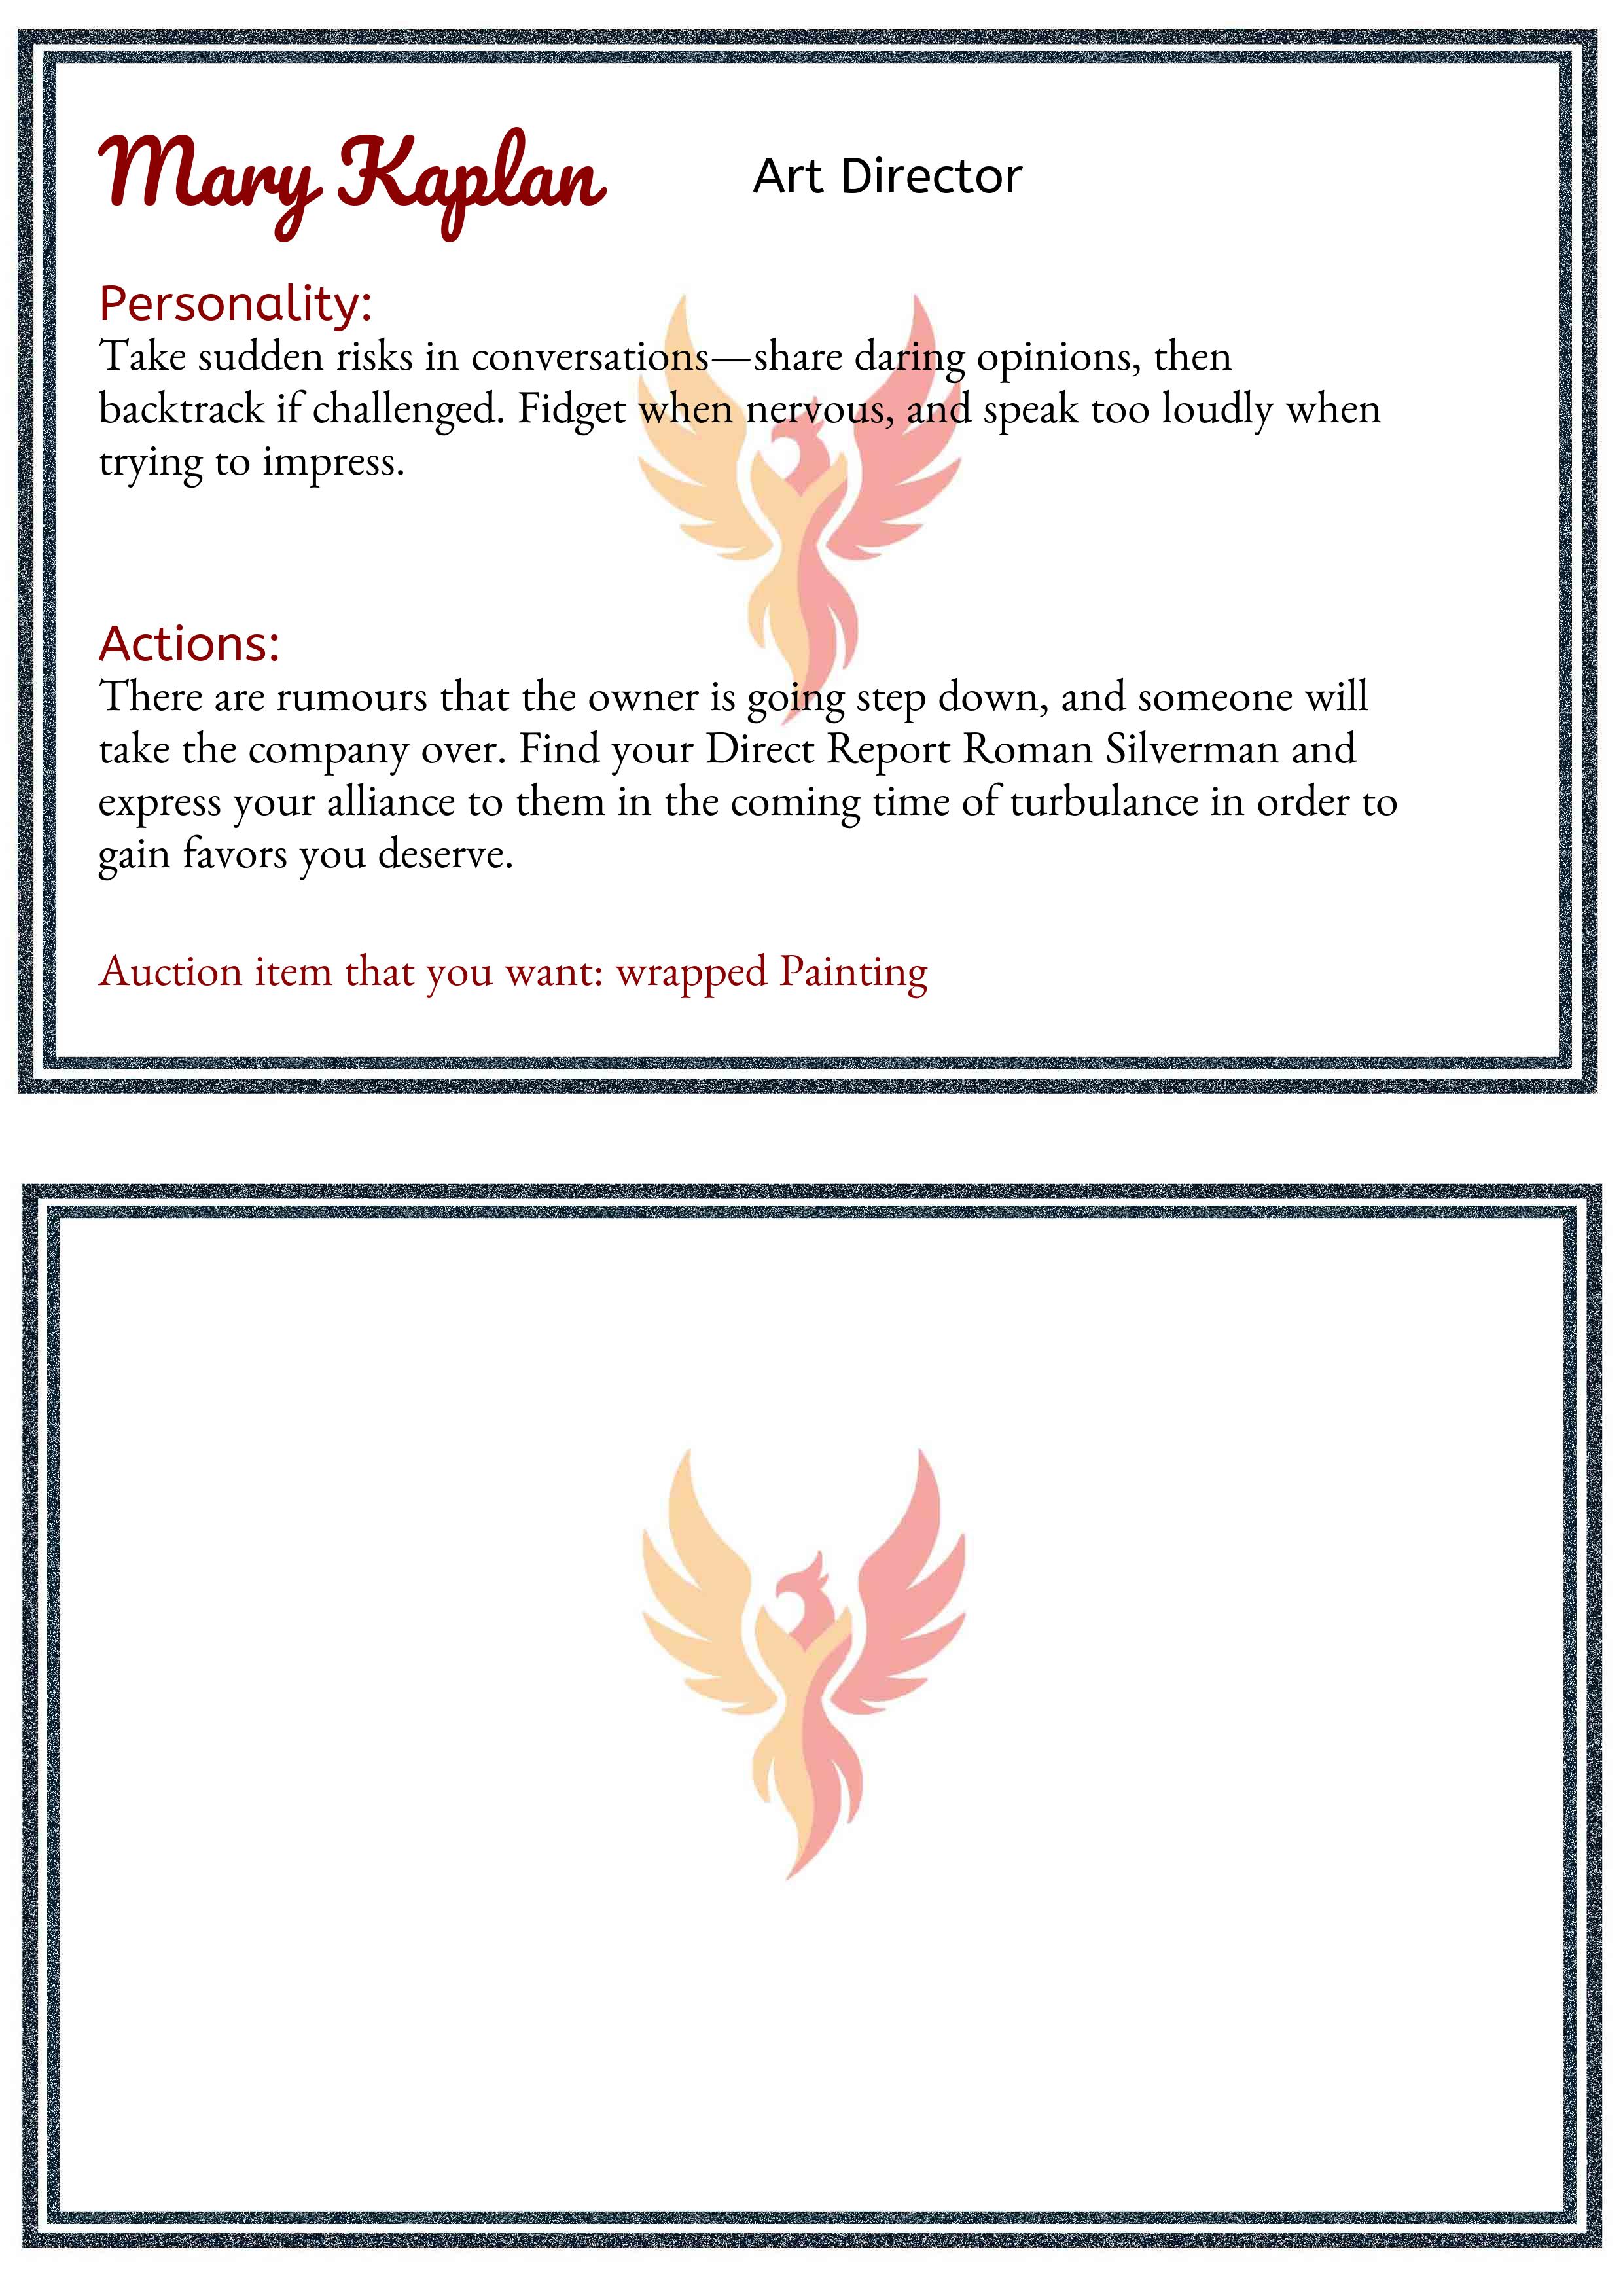 Mary Kaplan Art Director
Personality:
Take sudden risks in conversations—share daring opinions, then
backtrack if challenged. Fidget when nervous, and speak too loudly when
trying to impress.
Actions:
There are rumours that the owner is going step down, and someone will
take the company over. Find your Direct Report Roman Silverman and
express your alliance to them in the coming time of turbulance in order to
gain favors you deserve.
Auction item that you want: wrapped Painting